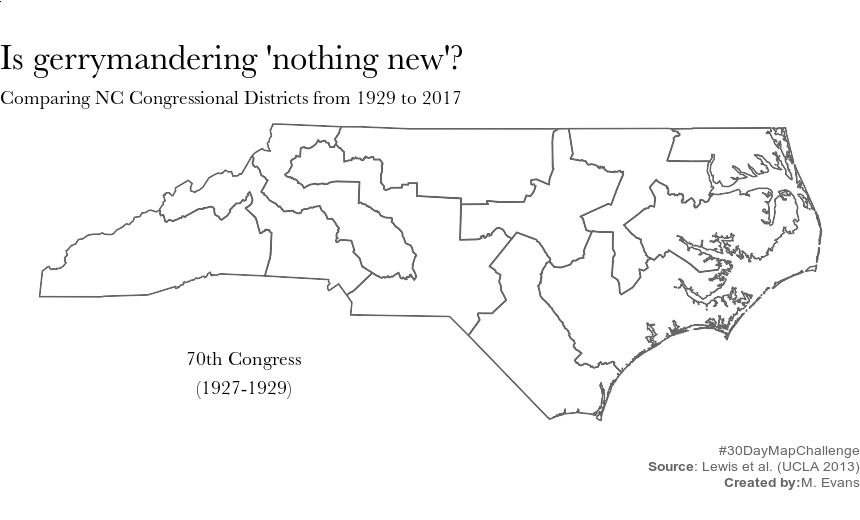 Is gerrymandering 'nothing new'?
Comparing NC Congressional Districts from 1929 to 2017
70th Congress
(1927-1929)
#30DayMapChallenge
Source: Lewis et al. (UCLA 2013)
Created by:M. Evans